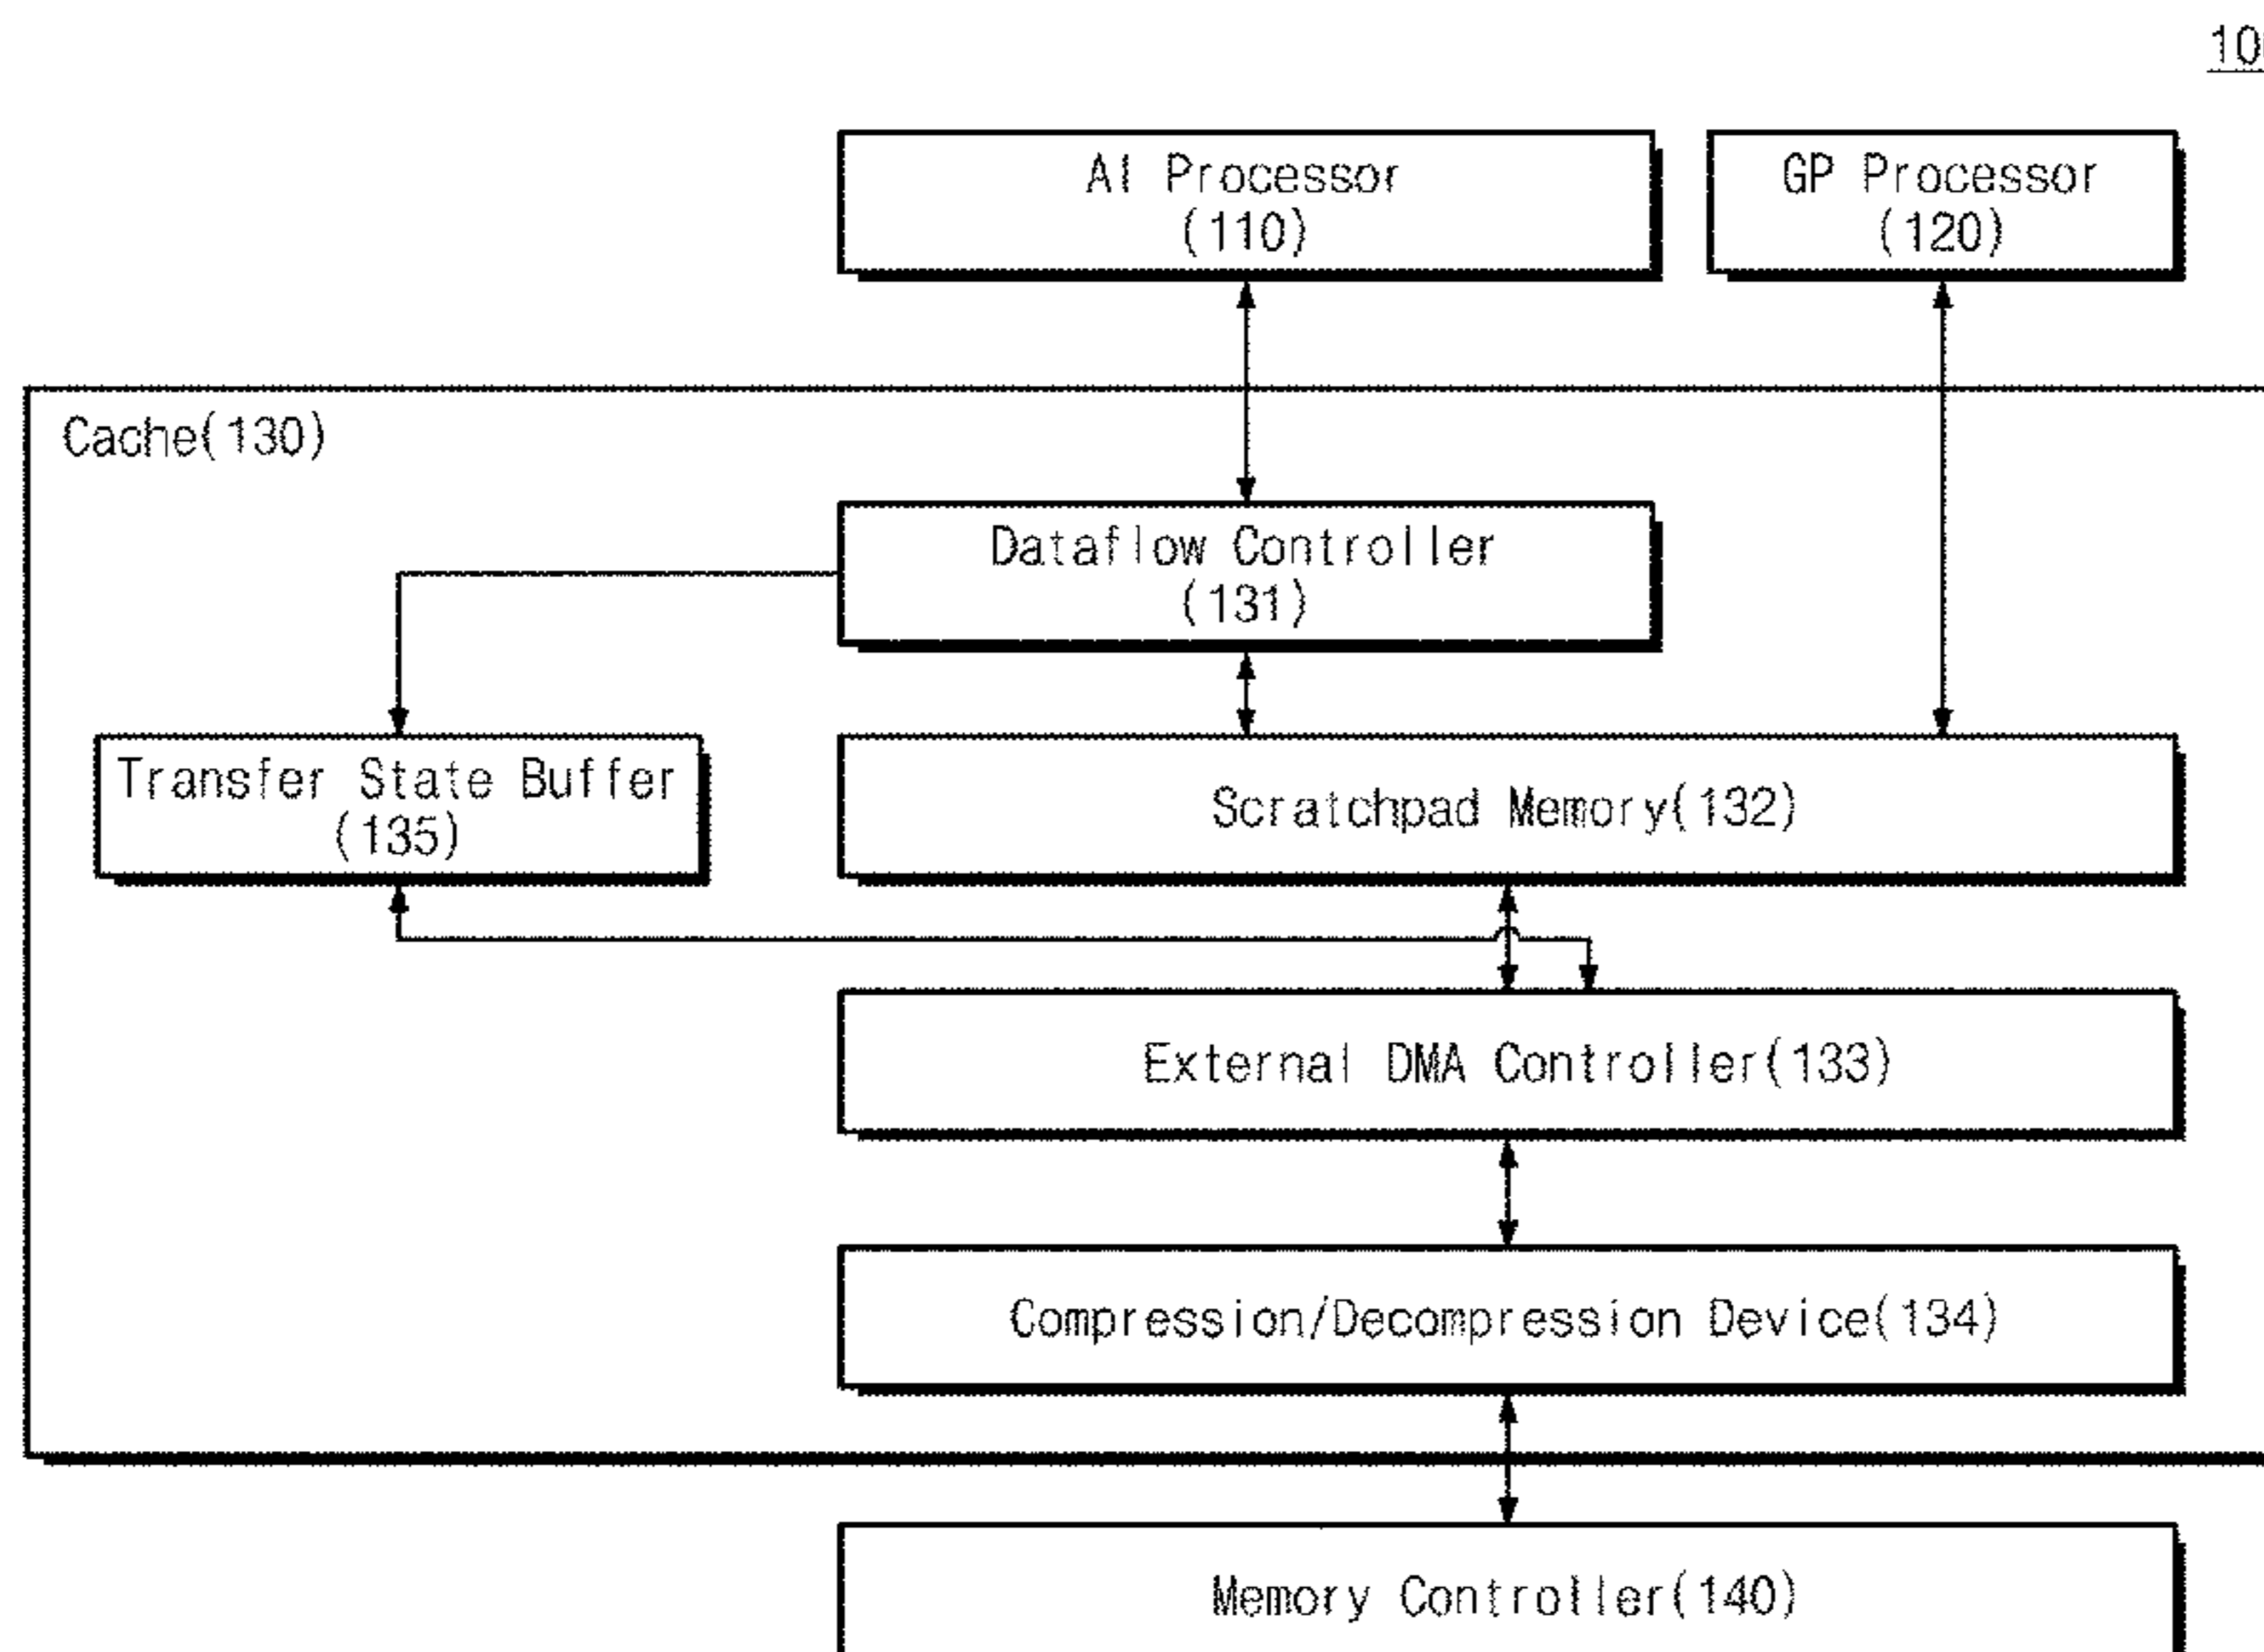 AI Processor
(110)
GP Processor
(120)
Cache(130)
Dataflow Controller
(131)
Transfer State Buffer
(135)
Scratchpad Memory(132)
External DMA Controller(133)
Compression/Decompression Device(134)
Memory Controller(140)